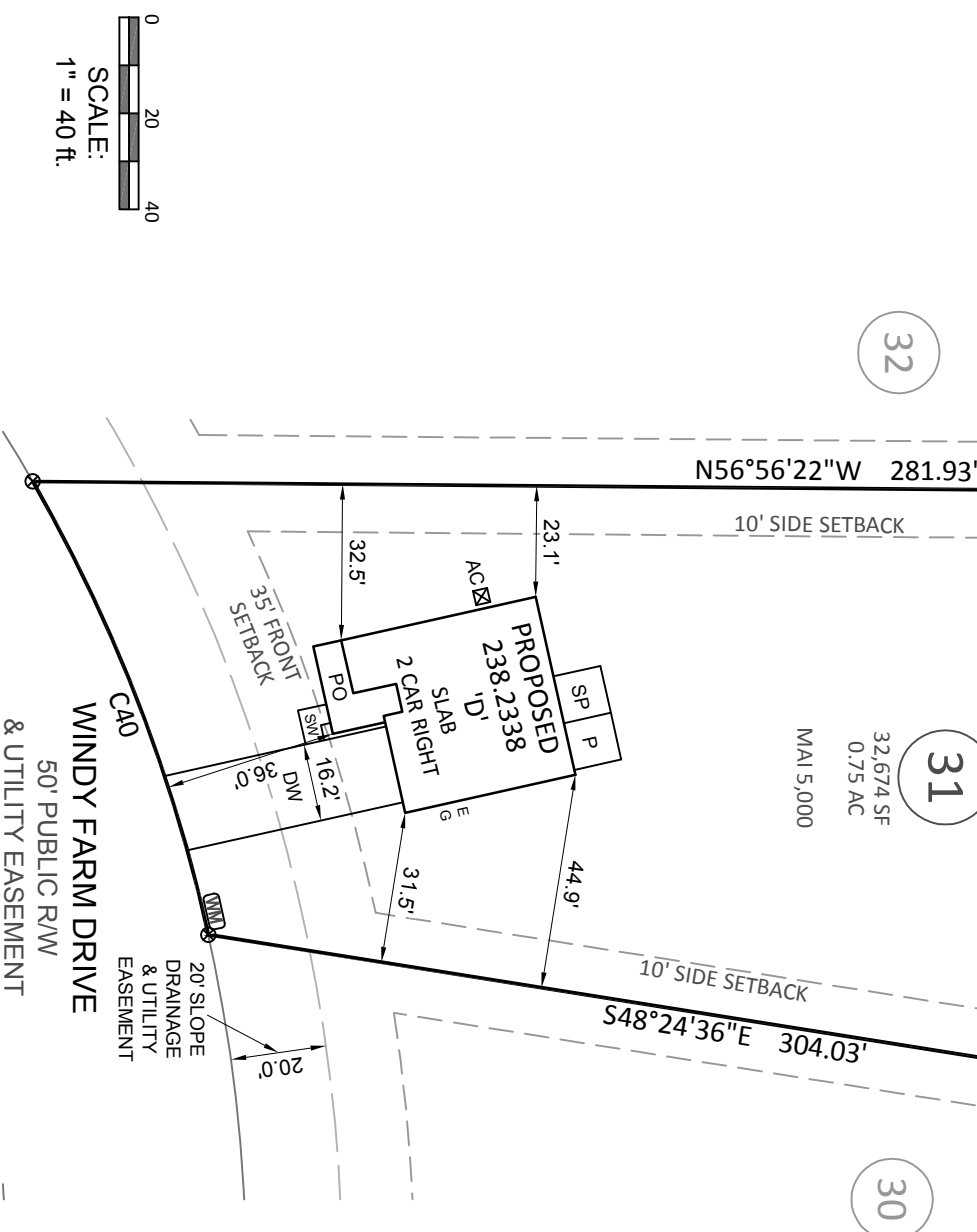 0 20 40
SCALE:
1" = 40 ft.
32
N56°56'22"W 281.93'
10' SIDE SETBACK
31
32,674 SF
0.75 AC
MAI 5,000
23.1'
32.5'
AC
35' FRONT
SETBACK
PROPOSED
238.2338
'D'
SLAB
2 CAR RIGHT
SP
P
PO
SW
16.2'
DW
36.0'
E
G
44.9'
31.5'
10' SIDE SETBACK
S48°24'36"E 304.03'
C40
WINDY FARM DRIVE
50' PUBLIC R/W
& UTILITY EASEMENT
WM
20' SLOPE
DRAINAGE
& UTILITY
EASEMENT
20.0'
30